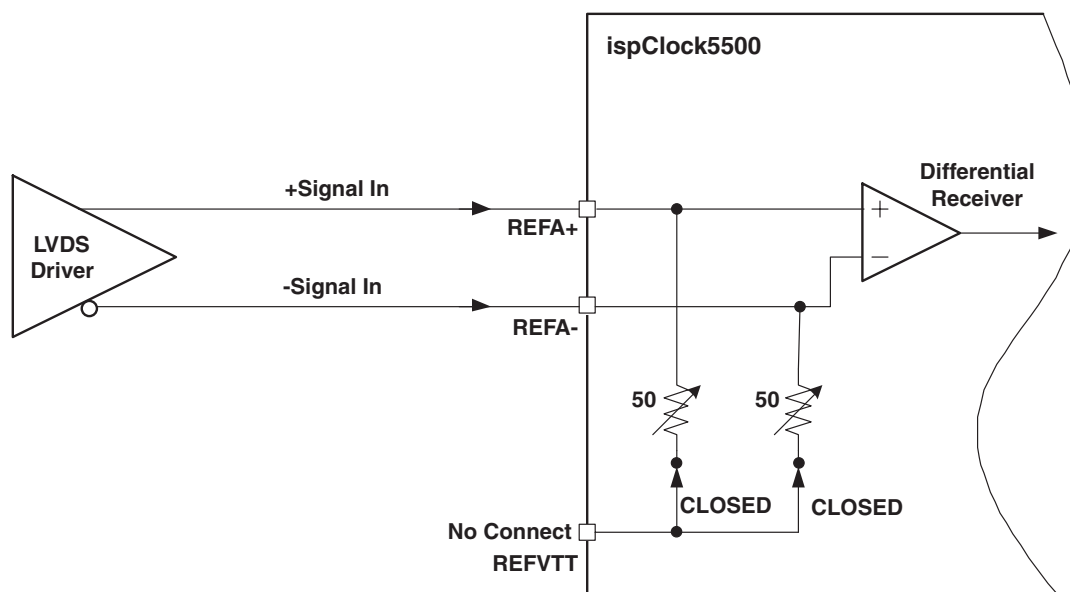 ispClock5500
+Signal In
REFA+
LVDS
Driver
-Signal In
REFA-
Differential
Receiver
+
−
50
50
CLOSED
CLOSED
No Connect
REFVTT